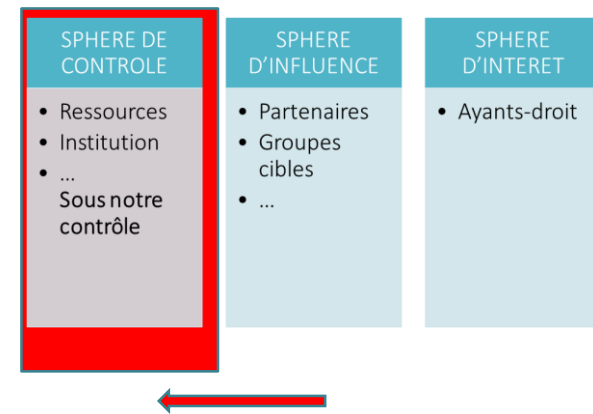 SPHERE DE
CONTROLE
• Ressources
• Institution
• ...
Sous notre
contrôle
SPHERE
D'INFLUENCE
• Partenaires
• Groupes
cibles
• ...
SPHERE
D'INTERET
• Ayants-droit